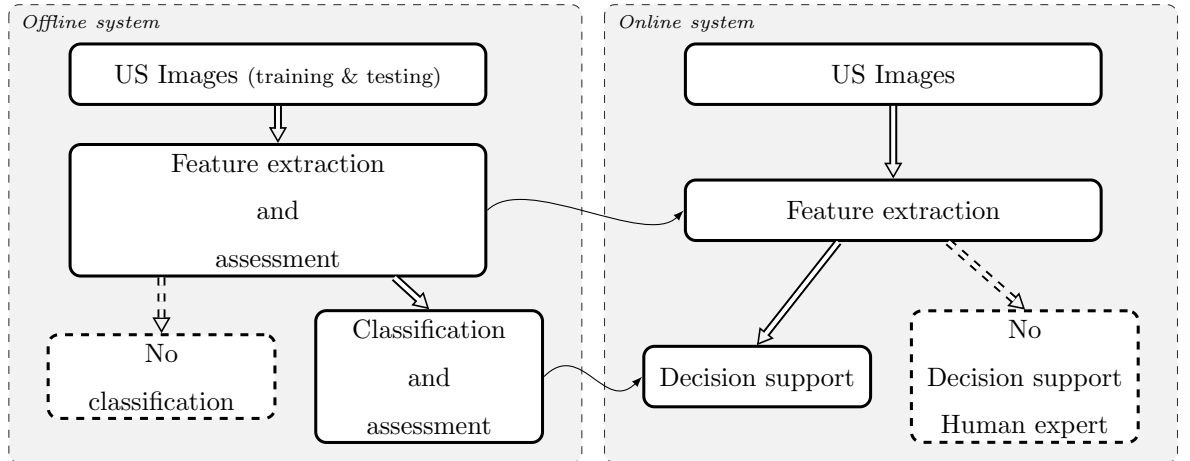 Offline system
US Images (training & testing)
Feature extraction
and
assessment
No
classification
Classification
and
assessment
Online system
US Images
Feature extraction
Decision support
No
Decision support
Human expert